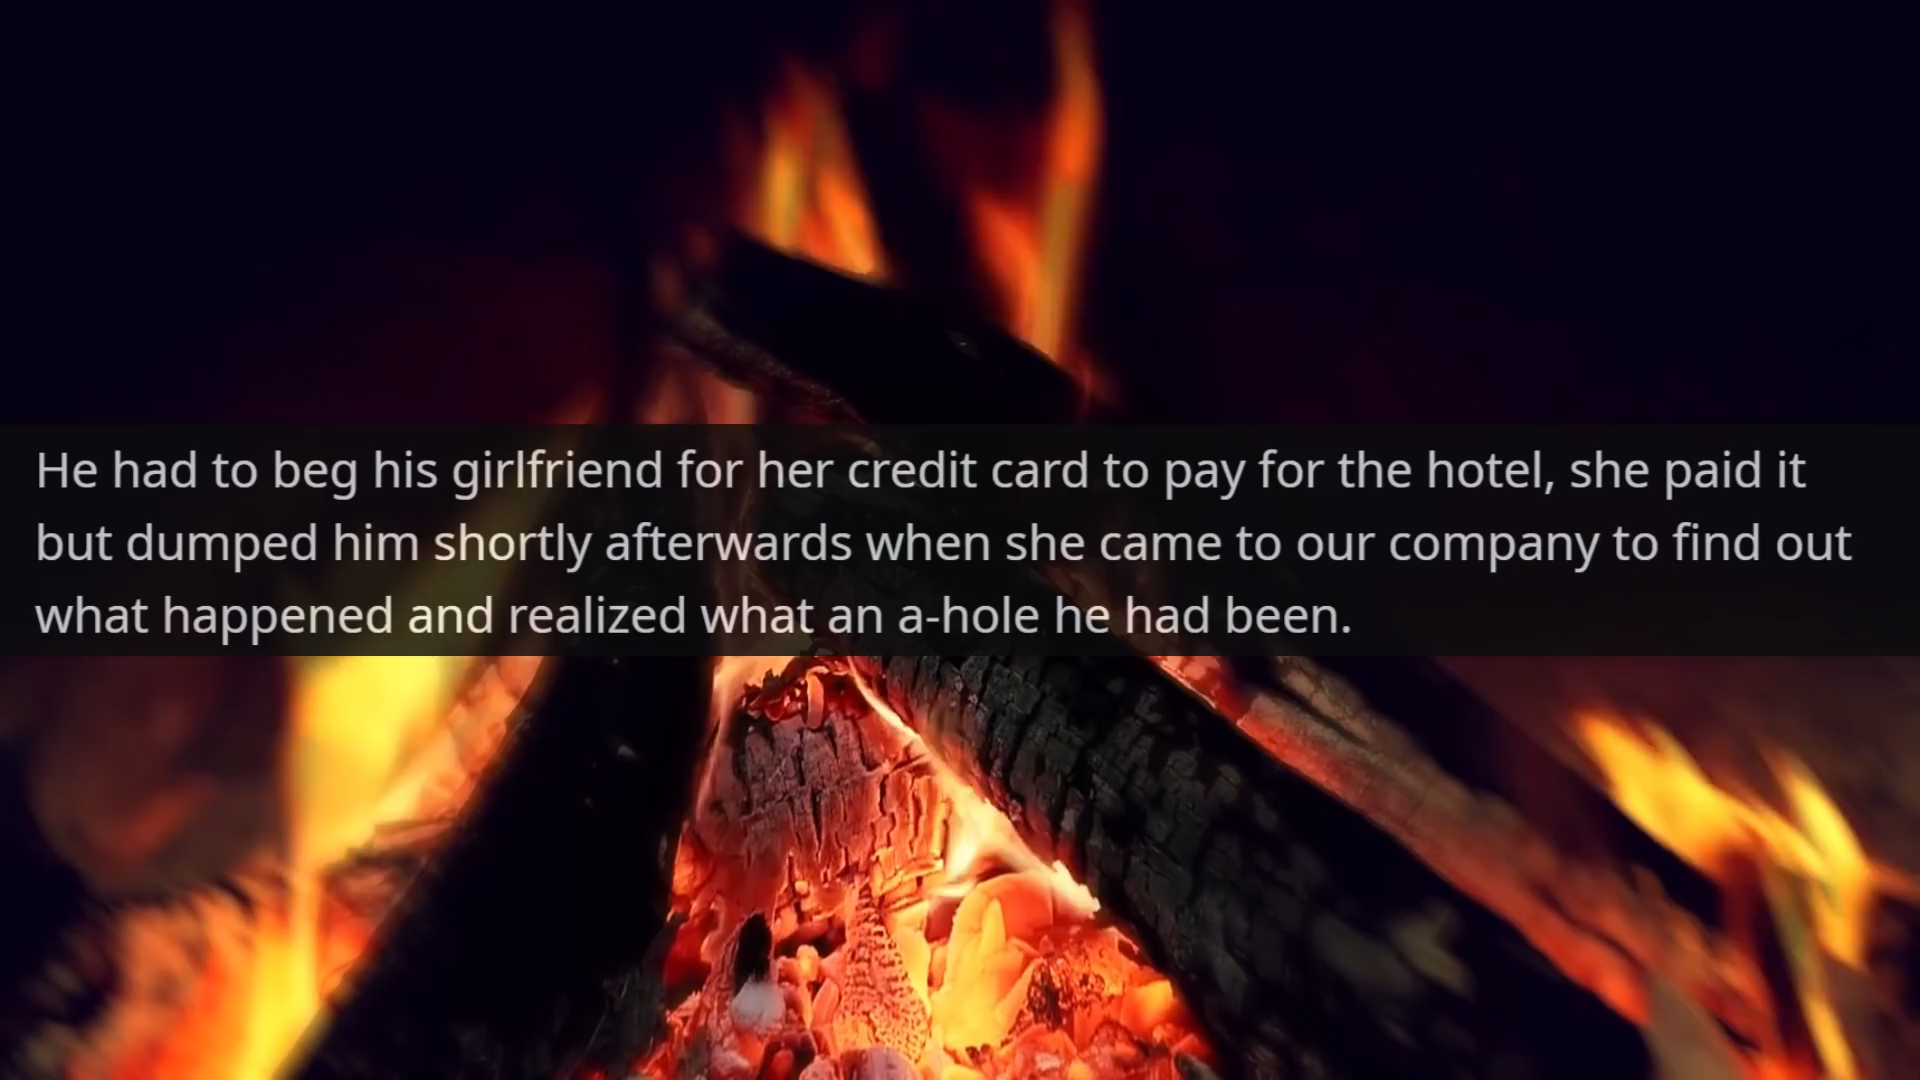 He had to beg his girlfriend for her credit card to pay for the hotel, she paid it
but dumped him shortly afterwards when she came to our company to find out
what happened and realized what an a-hole he had been.